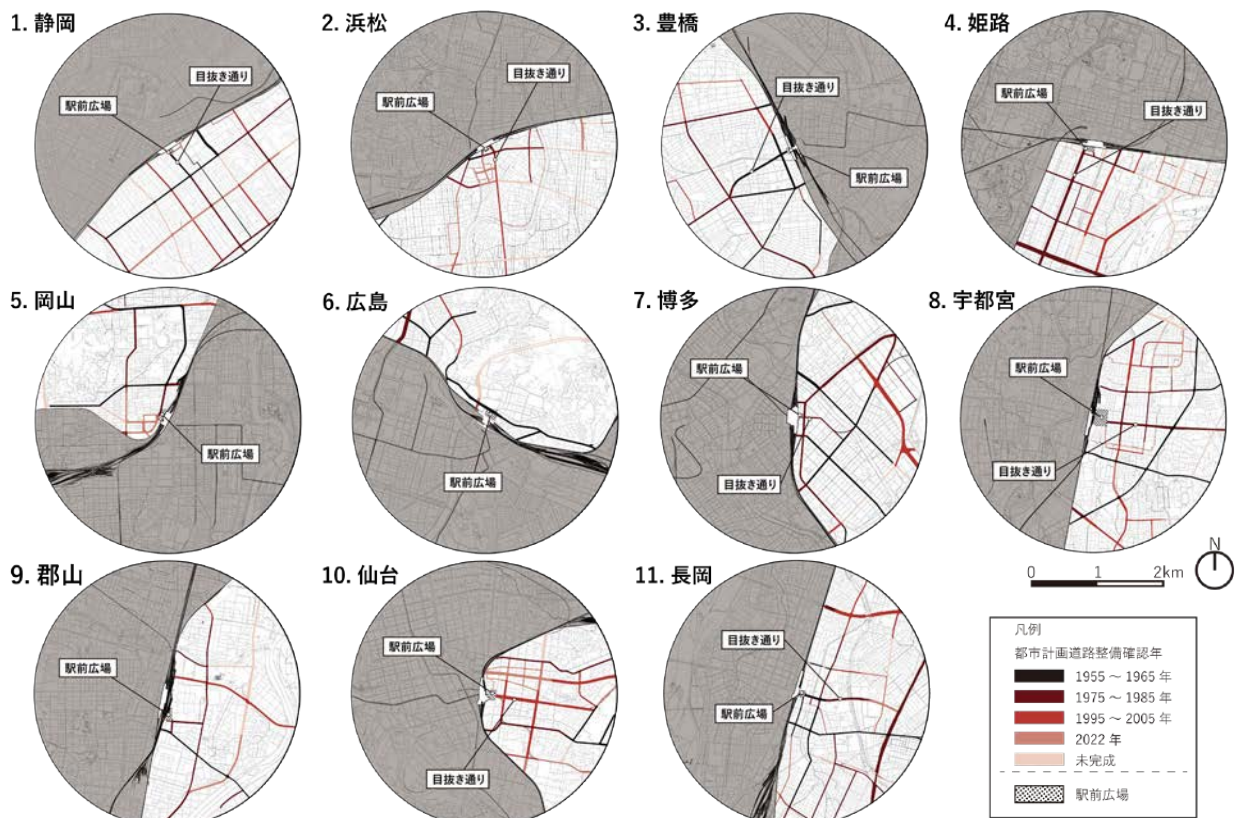 1. 静岡
目抜き通り
駅前広場
2. 浜松
目抜き通り
駅前広場
3. 豊橋
目抜き通り
駅前広場
4. 姫路
駅前広場
目抜き通り
5. 岡山
駅前広場
6. 広島
駅前広場
7. 博多
駅前広場
目抜き通り
8. 宇都宮
駅前広場
目抜き通り
9. 郡山
駅前広場
10. 仙台
駅前広場
目抜き通り
11. 長岡
目抜き通り
駅前広場
N
0 1 2km
凡例
都市計画道路整備確認年
1955 ～ 1965 年
1975 ～ 1985 年
1995 ～ 2005 年
2022 年
未完成
駅前広場